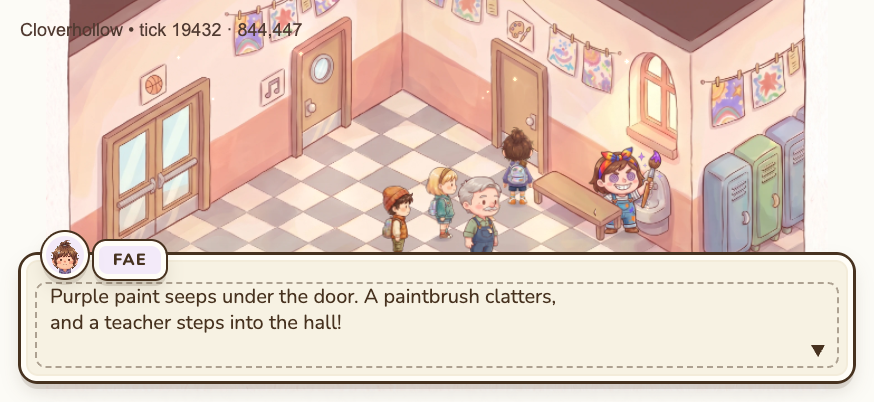 Cloverhollow • tick 19432 · 844,447
FAE
Purple paint seeps under the door. A paintbrush clatters,
and a teacher steps into the hall!